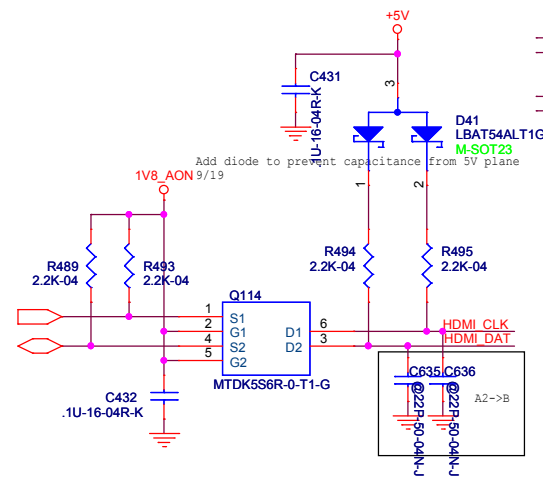 +5V
C431
.1U-16-04R-K
3
D41
LBAT54ALT1G
M-SOT23
Add diode to prevent capacitance from 5V plane
9/19
1V8_AON
1
2
R489
2.2K-04
R493
2.2K-04
R494
2.2K-04
R495
2.2K-04
Q114
1
S1
2
G1
4
S2
5
G2
D1
6
D2
3
HDMI_CLK
HDMI_DAT
MTDK5S6R-0-T1-G
C432
.1U-16-04R-K
C635
@22P-50-04N-J
C636
@22P-50-04N-J
A2->B